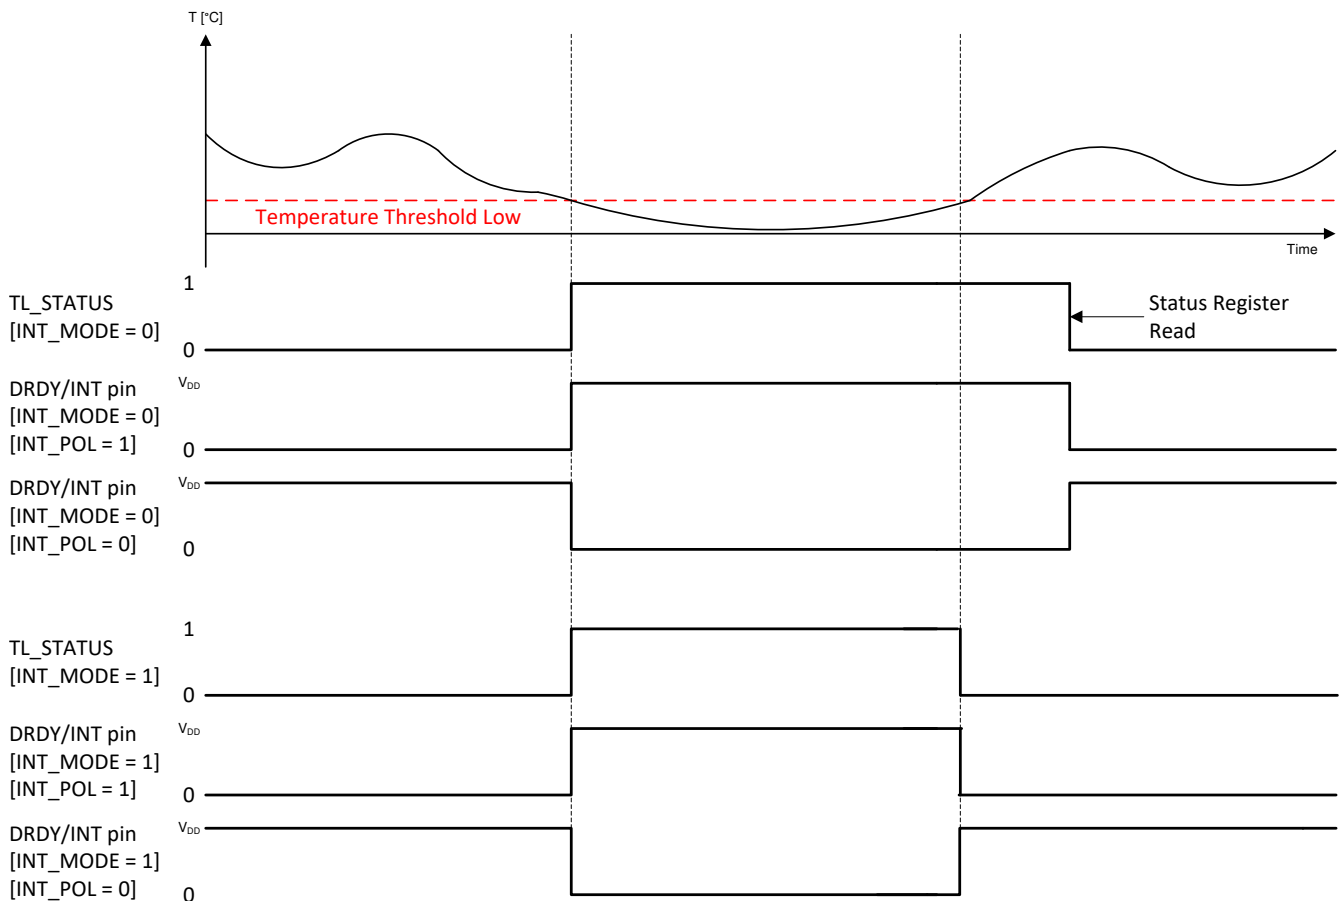 T [°C]
Temperature Threshold Low
Time
1
TL_STATUS
[INT_MODE = 0]
0
Status Register
Read
DRDY/INT pin
[INT_MODE = 0]
[INT_POL = 1]
VDD
0
DRDY/INT pin
[INT_MODE = 0]
[INT_POL = 0]
VDD
0
1
TL_STATUS
[INT_MODE = 1]
0
DRDY/INT pin
[INT_MODE = 1]
[INT_POL = 1]
VDD
0
DRDY/INT pin
[INT_MODE = 1]
[INT_POL = 0]
VDD
0